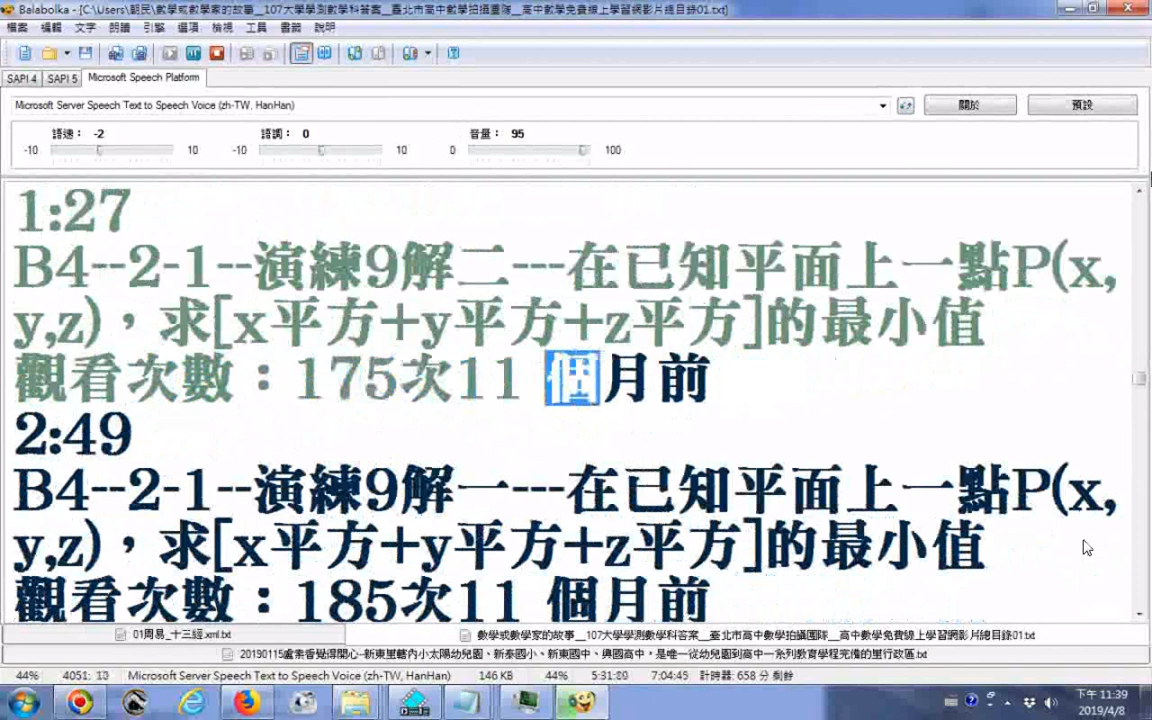 Balabolka - [C:\Users\朝民\數學或數學家的故事__107大學學測數學科答案__臺北市高中數學拍攝團隊__高中數學免費線上學習網影片總目錄01.txt]
檔案 編輯 文字 朗讀 引擎 選項 檢視 工具 書籤 說明
SAPI 4 SAPI 5 Microsoft Speech Platform
Microsoft Server Speech Text to Speech Voice (zh-TW, HanHan) 關於 預設
語速： -2 語調： 0 音量： 95
-10 10 -10 10 0 100
1:27
B4--2-1--演練9解二---在已知平面上一點P(x,
y,z)，求[x平方+y平方+z平方]的最小值
觀看次數：175次11 個月前
2:49
B4--2-1--演練9解一---在已知平面上一點P(x,
y,z)，求[x平方+y平方+z平方]的最小值
觀看次數：185次11 個月前
01周易_十三經.xml.txt 數學或數學家的故事__107大學學測數學科答案__臺北市高中數學拍攝團隊__高中數學免費線上學習網影片總目錄01.txt
20190115盧素香覺得開心-新東里轄內小太陽幼兒園、新泰國小、新東國中、興國高中，是唯一從幼兒園到高中一系列教育學程完備的里行政區.txt
44% 4051: 13 Microsoft Server Speech Text to Speech Voice (zh-TW, HanHan) 146 KB 44% 5:31:20 7:04:45 計時器: 658 分 剩餘
下午 11:39
2019/4/8